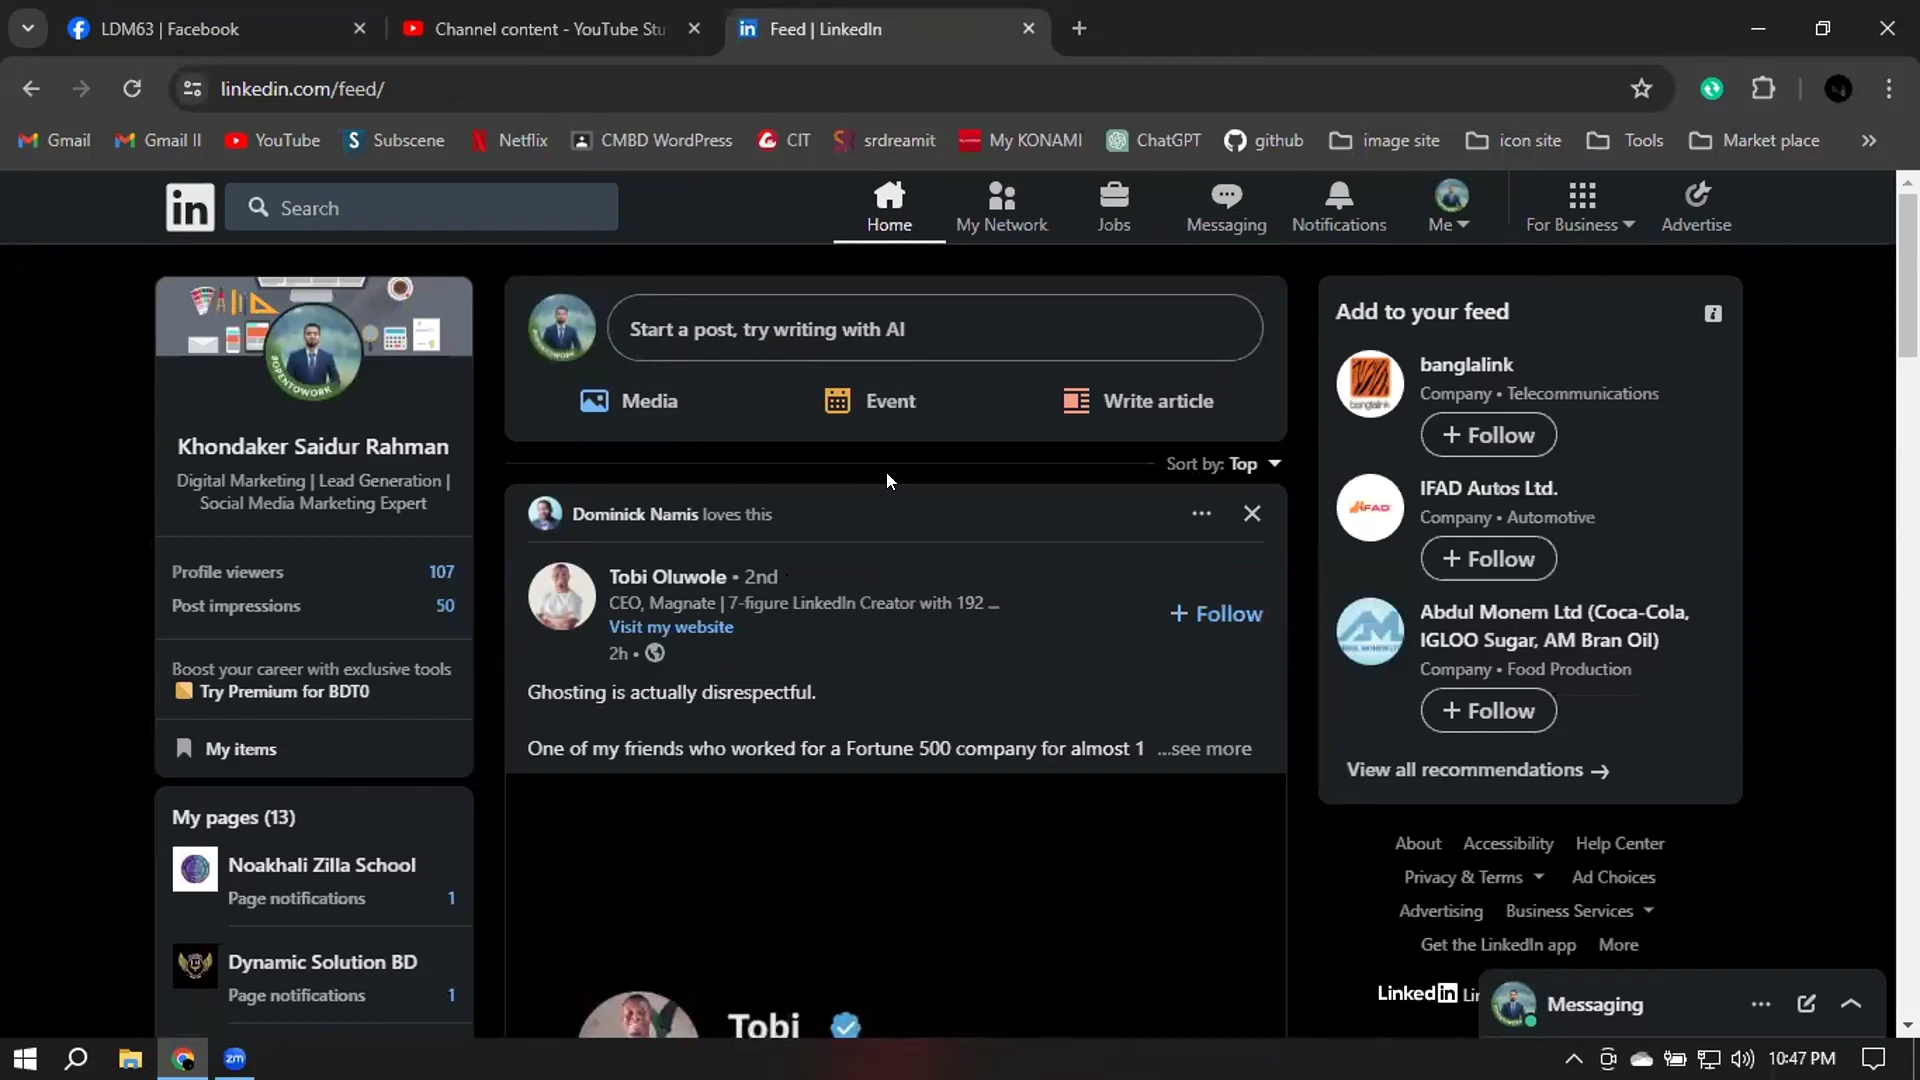 LDM63 | Facebook
Channel content - YouTube Stu
Feed | LinkedIn
linkedin.com/feed/
Gmail
Gmail II
YouTube
Subscene
Netflix
CMBD WordPress
CIT
srdreamit
My KONAMI
ChatGPT
github
image site
icon site
Tools
Market place
in
Search
Home
My Network
Jobs
Messaging
Notifications
Me
For Business
Advertise
#OPENTOWORK
Khondaker Saidur Rahman
Digital Marketing | Lead Generation |
Social Media Marketing Expert
Profile viewers 107
Post impressions 50
Boost your career with exclusive tools
Try Premium for BDT0
My items
My pages (13)
Noakhali Zilla School
Page notifications 1
Dynamic Solution BD
Page notifications 1
Start a post, try writing with AI
Media
Event
Write article
Sort by: Top
Dominick Namis loves this
Tobi Oluwole • 2nd
CEO, Magnate | 7-figure LinkedIn Creator with 192 ...
Visit my website
2h •
+ Follow
Ghosting is actually disrespectful.
One of my friends who worked for a Fortune 500 company for almost 1 ...see more
Tobi
Add to your feed
banglalink
banglalink
Company • Telecommunications
+ Follow
IFAD
IFAD Autos Ltd.
Company • Automotive
+ Follow
Abdul Monem Ltd (Coca-Cola,
IGLOO Sugar, AM Bran Oil)
Company • Food Production
+ Follow
View all recommendations →
About Accessibility Help Center
Privacy & Terms Ad Choices
Advertising Business Services
Get the LinkedIn app More
LinkedIn Lir
Messaging
zm
10:47 PM